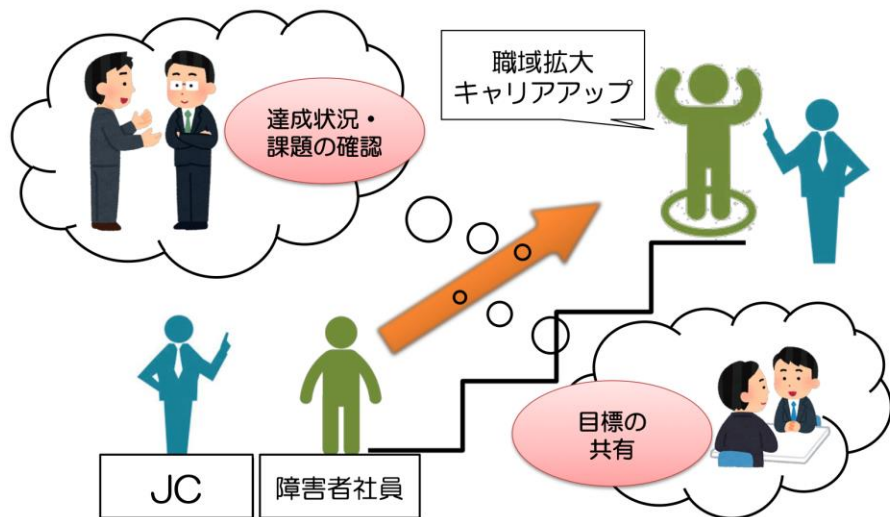 達成状況・
課題の確認
職域拡大
キャリアアップ
目標の
共有
JC
障害者社員